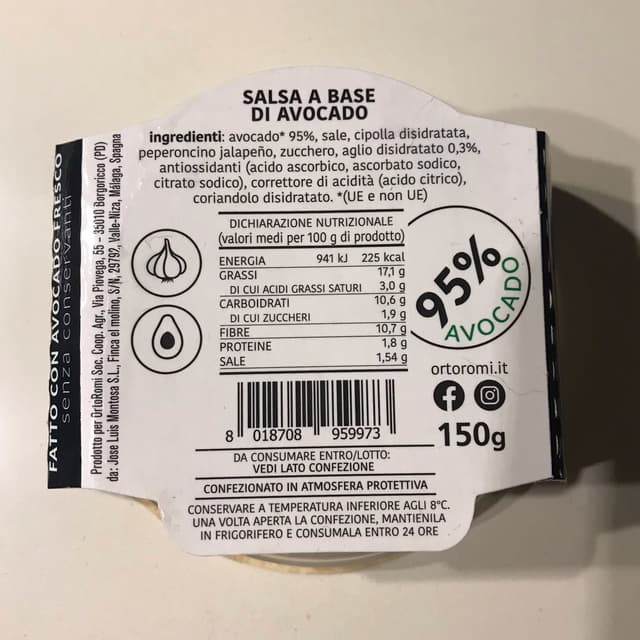 SALSA A BASE
DI AVOCADO
ingredienti: avocado* 95%, sale, cipolla disidratata,
peperoncino jalapeño, zucchero, aglio disidratato 0,3%,
antiossidanti (acido ascorbico, ascorbato sodico,
citrato sodico), correttore di acidità (acido citrico),
coriandolo disidratato. *(UE e non UE)
DICHIARAZIONE NUTRIZIONALE
(valori medi per 100 g di prodotto)
ENERGIA 941 kJ 225 kcal
GRASSI 17,1 g
DI CUI ACIDI GRASSI SATURI 3,0 g
CARBOIDRATI 10,6 g
DI CUI ZUCCHERI 1,9 g
FIBRE 10,7 g
PROTEINE 1,8 g
SALE 1,54 g
8 018708 959973
DA CONSUMARE ENTRO/LOTTO:
VEDI LATO CONFEZIONE
CONFEZIONATO IN ATMOSFERA PROTETTIVA
CONSERVARE A TEMPERATURA INFERIORE AGLI 8°C.
UNA VOLTA APERTA LA CONFEZIONE, MANTIENILA
IN FRIGORIFERO E CONSUMALA ENTRO 24 ORE
95%
AVOCADO
ortoromi.it
150g
FATTO CON AVOCADO FRESCO
senza conservanti
Prodotto per OrtoRomi Soc. Coop. Agr., Via Piovega, 55 - 35010 Borgoricco (PD)
da: Jose Luis Montosa S.L., Finca el molino, S/N, 29792, Valle-Niza, Málaga, Spagna